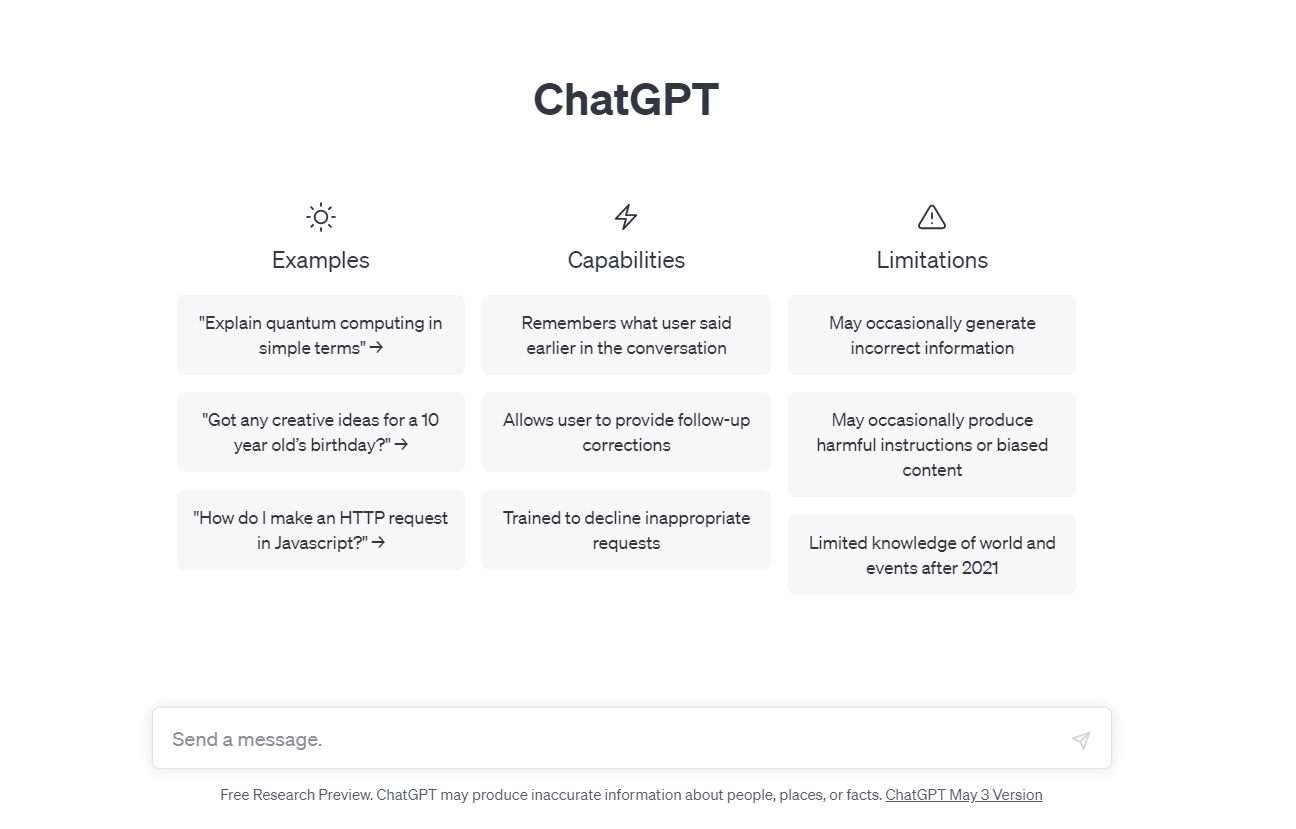 ChatGPT
Examples
"Explain quantum computing in
simple terms" →
"Got any creative ideas for a 10
year old’s birthday?" →
"How do I make an HTTP request
in Javascript?" →
Capabilities
Remembers what user said
earlier in the conversation
Allows user to provide follow-up
corrections
Trained to decline inappropriate
requests
Limitations
May occasionally generate
incorrect information
May occasionally produce
harmful instructions or biased
content
Limited knowledge of world and
events after 2021
Send a message.
Free Research Preview. ChatGPT may produce inaccurate information about people, places, or facts. ChatGPT May 3 Version